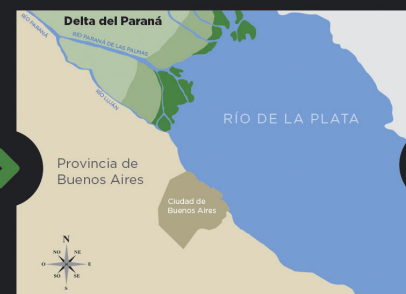 Delta del Paraná
RÍO PARANÁ
RÍO PARANÁ DE LAS PALMAS
RÍO LUJÁN
RÍO DE LA PLATA
Provincia de
Buenos Aires
Ciudad de
Buenos Aires
N
NO NE
O E
SO SE
S